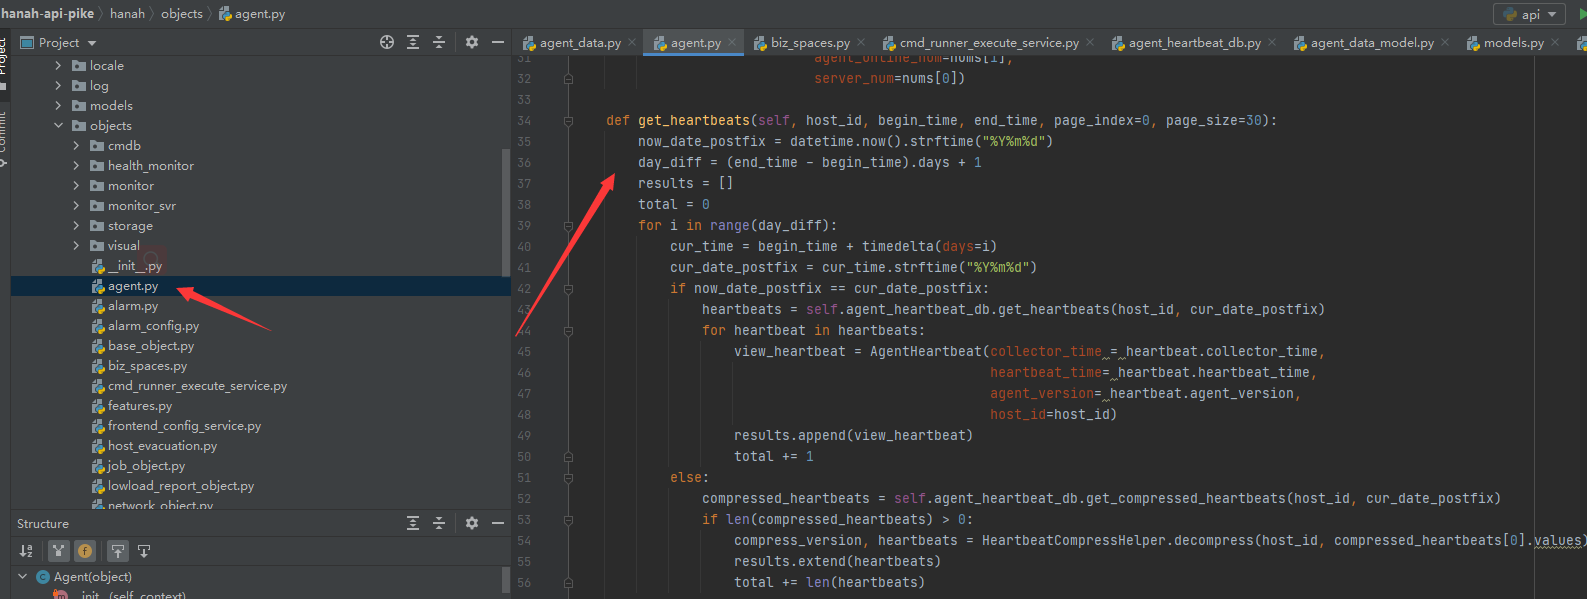 hanah-api-pike hanah objects agent.py api
Project
agent_data.py agent.py biz_spaces.py cmd_runner_execute_service.py agent_heartbeat_db.py agent_data_model.py models.py
Project
Commit
locale
log
models
objects
cmdb
health_monitor
monitor
monitor_svr
storage
visual
__init__.py
agent.py
alarm.py
alarm_config.py
base_object.py
biz_spaces.py
cmd_runner_execute_service.py
features.py
frontend_config_service.py
host_evacuation.py
job_object.py
lowload_report_object.py
network_object.py
Structure
Agent(object)
__init__(self, context)
31 agent_online_num=nums[1],
32 server_num=nums[0])
33
34 def get_heartbeats(self, host_id, begin_time, end_time, page_index=0, page_size=30):
35 now_date_postfix = datetime.now().strftime("%Y%m%d")
36 day_diff = (end_time - begin_time).days + 1
37 results = []
38 total = 0
39 for i in range(day_diff):
40 cur_time = begin_time + timedelta(days=i)
41 cur_date_postfix = cur_time.strftime("%Y%m%d")
42 if now_date_postfix == cur_date_postfix:
43 heartbeats = self.agent_heartbeat_db.get_heartbeats(host_id, cur_date_postfix)
44 for heartbeat in heartbeats:
45 view_heartbeat = AgentHeartbeat(collector_time = heartbeat.collector_time,
46 heartbeat_time= heartbeat.heartbeat_time,
47 agent_version= heartbeat.agent_version,
48 host_id=host_id)
49 results.append(view_heartbeat)
50 total += 1
51 else:
52 compressed_heartbeats = self.agent_heartbeat_db.get_compressed_heartbeats(host_id, cur_date_postfix)
53 if len(compressed_heartbeats) > 0:
54 compress_version, heartbeats = HeartbeatCompressHelper.decompress(host_id, compressed_heartbeats[0].values)
55 results.extend(heartbeats)
56 total += len(heartbeats)